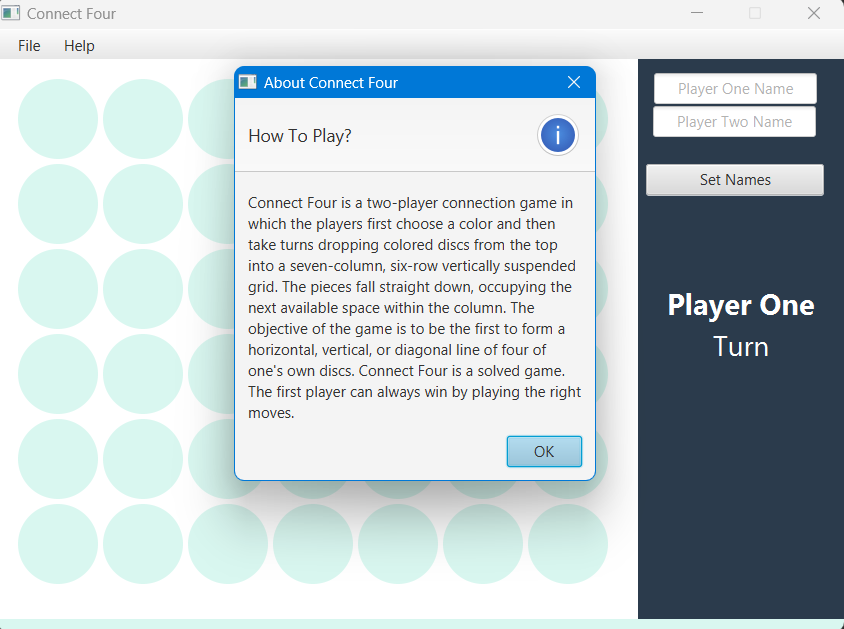 Connect Four
File Help
About Connect Four
How To Play?
i
Connect Four is a two-player connection game in
which the players first choose a color and then
take turns dropping colored discs from the top
into a seven-column, six-row vertically suspended
grid. The pieces fall straight down, occupying the
next available space within the column. The
objective of the game is to be the first to form a
horizontal, vertical, or diagonal line of four of
one's own discs. Connect Four is a solved game.
The first player can always win by playing the right
moves.
OK
Player One Name
Player Two Name
Set Names
Player One
Turn